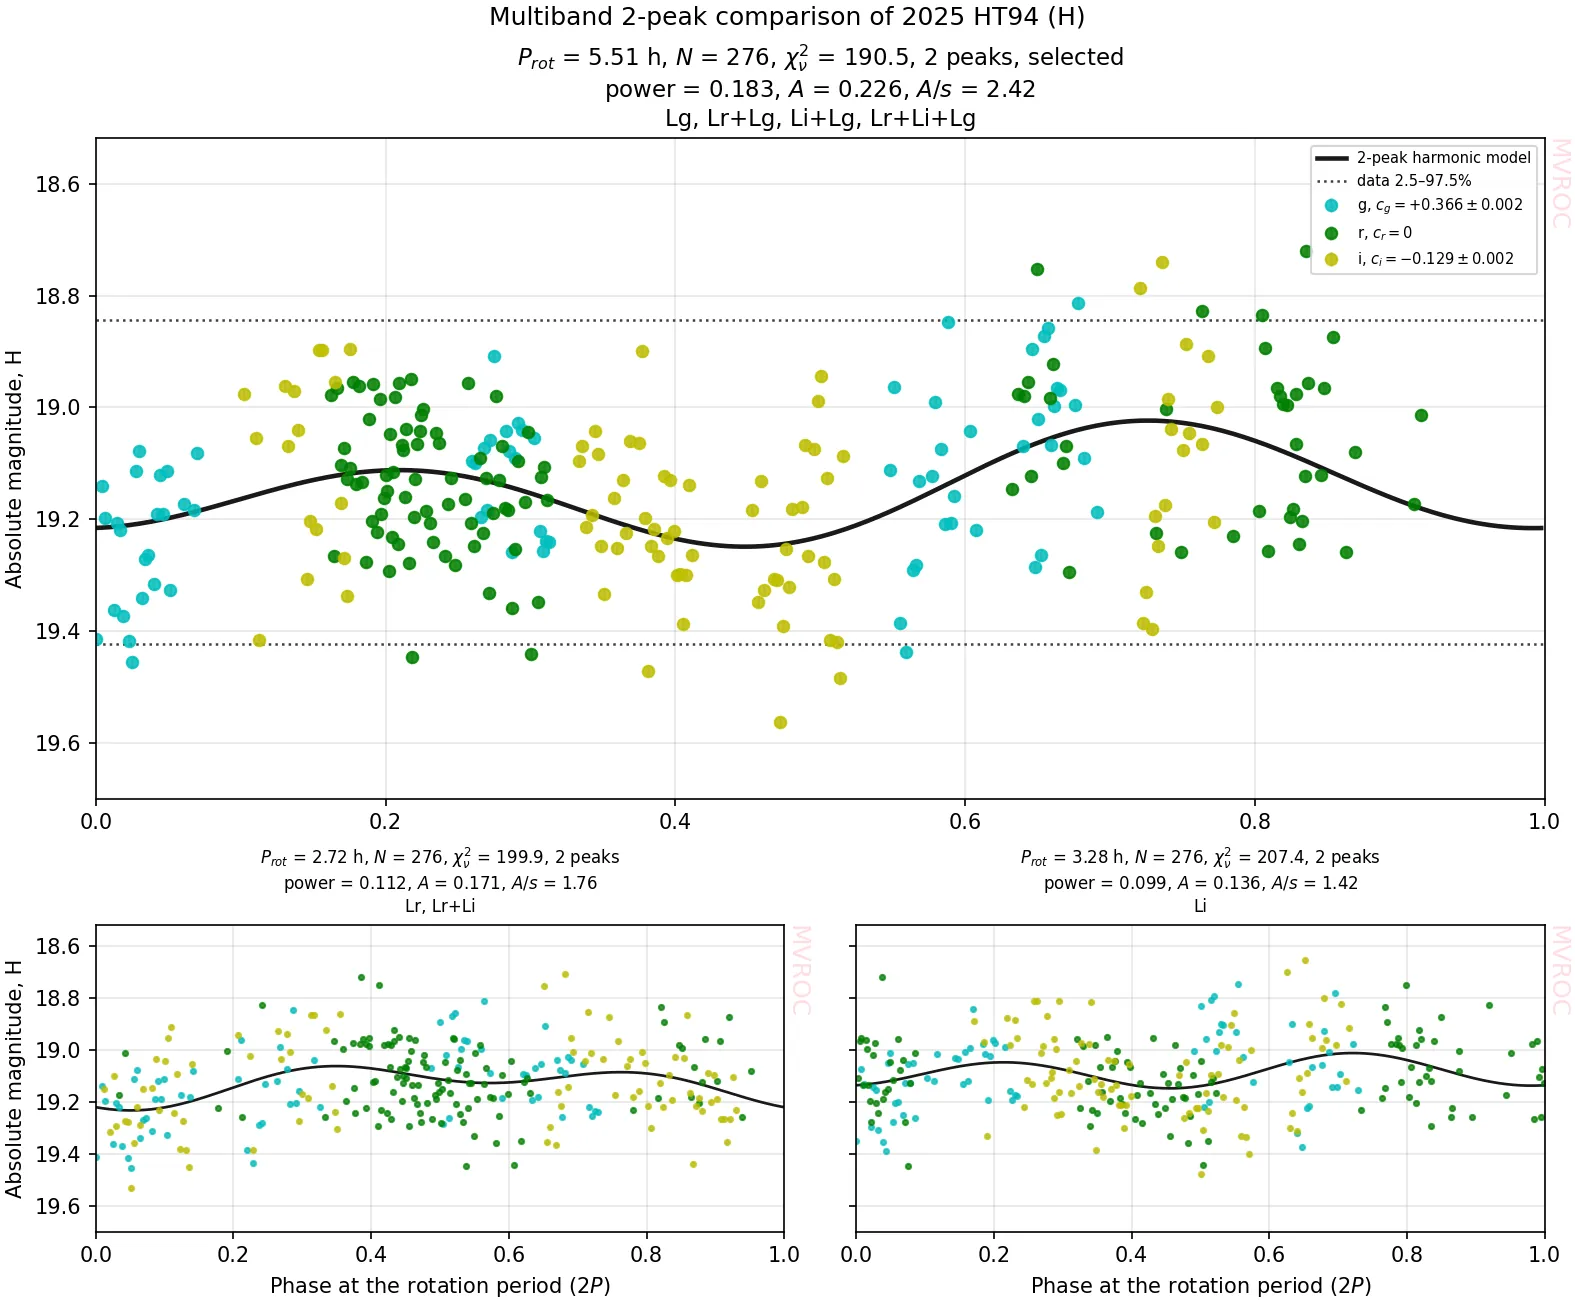 Multiband 2-peak comparison of 2025 HT94 (H)
P_rot = 5.51 h, N = 276, χ²_ν = 190.5, 2 peaks, selected
power = 0.183, A = 0.226, A/s = 2.42
Lg, Lr+Lg, Li+Lg, Lr+Li+Lg
2-peak harmonic model
data 2.5–97.5%
g, c_g = +0.366 ± 0.002
r, c_r = 0
i, c_i = −0.129 ± 0.002
MVROC
Absolute magnitude, H
18.6
18.8
19.0
19.2
19.4
19.6
0.0 0.2 0.4 0.6 0.8 1.0
P_rot = 2.72 h, N = 276, χ²_ν = 199.9, 2 peaks
power = 0.112, A = 0.171, A/s = 1.76
Lr, Lr+Li
MVROC
Absolute magnitude, H
18.6
18.8
19.0
19.2
19.4
19.6
0.0 0.2 0.4 0.6 0.8 1.0
Phase at the rotation period (2P)
P_rot = 3.28 h, N = 276, χ²_ν = 207.4, 2 peaks
power = 0.099, A = 0.136, A/s = 1.42
Li
MVROC
0.0 0.2 0.4 0.6 0.8 1.0
Phase at the rotation period (2P)